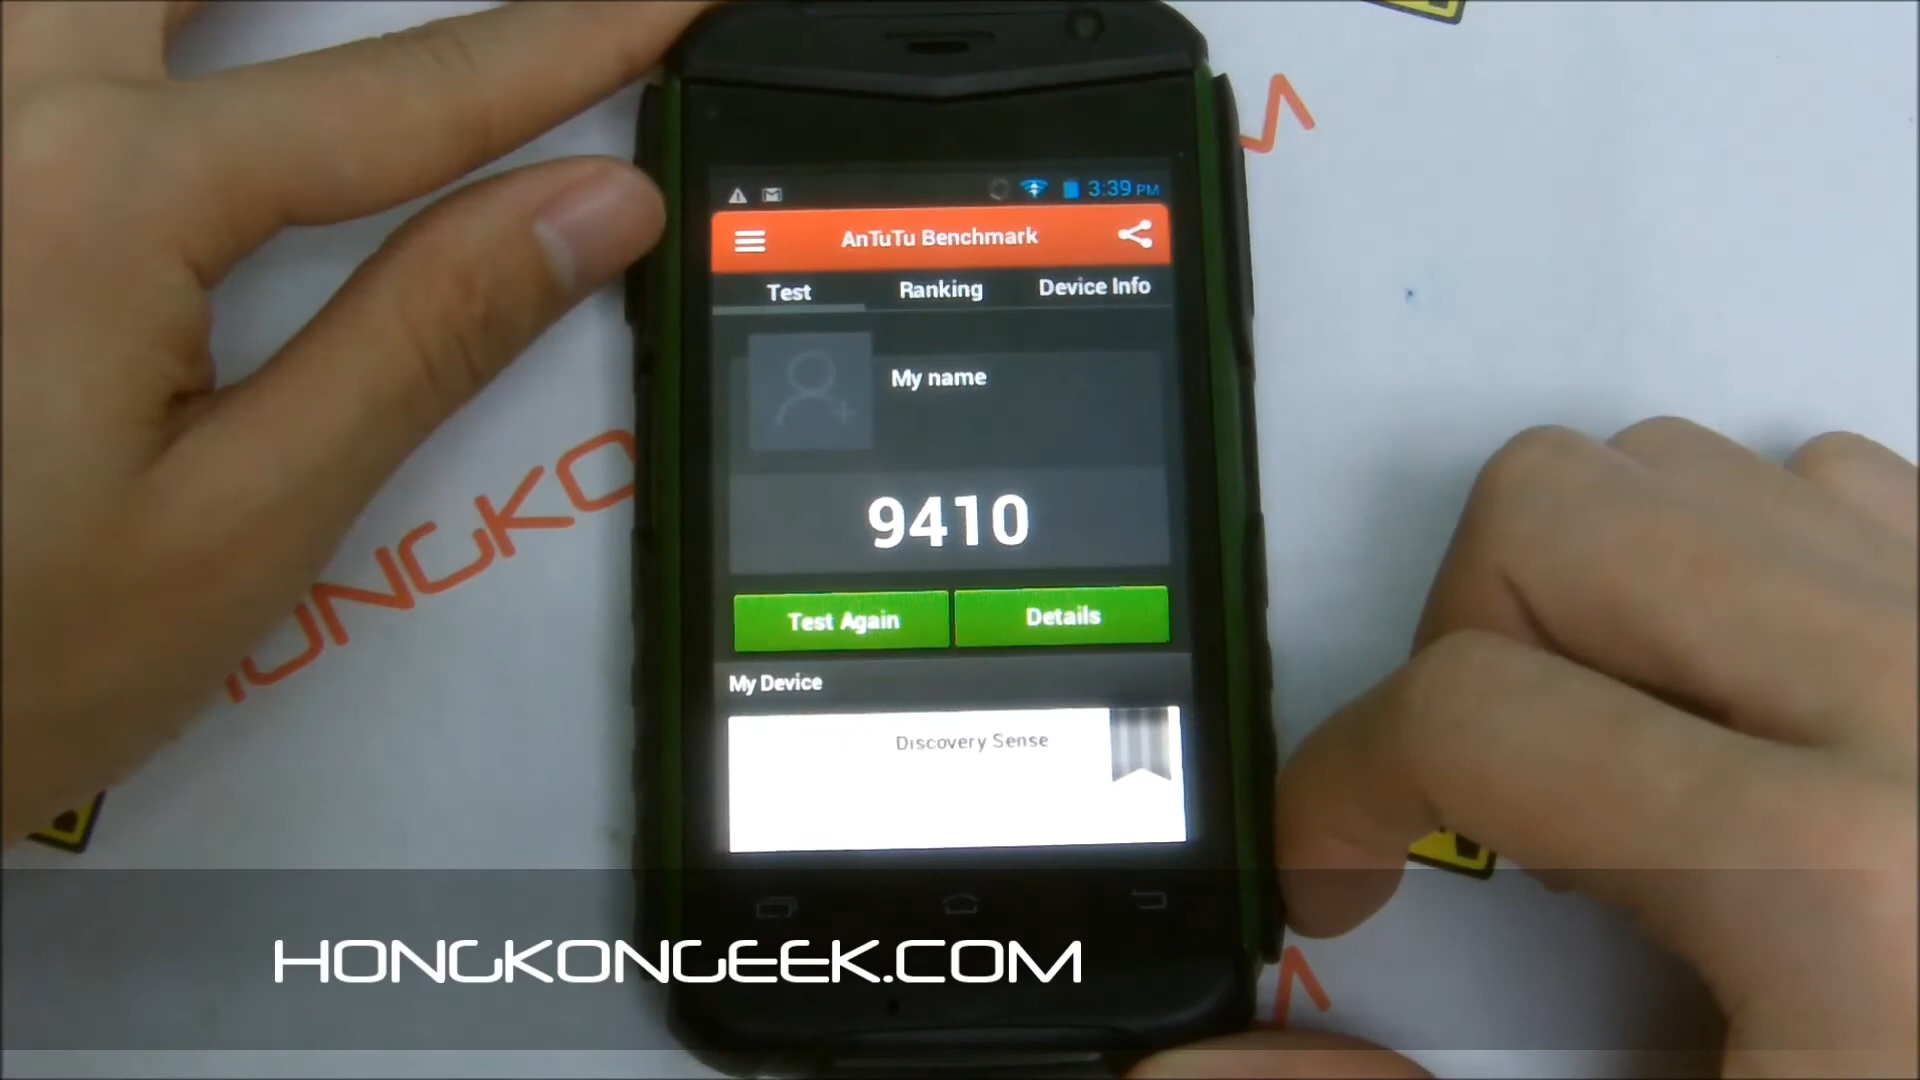 3:39 PM
AnTuTu Benchmark
Test Ranking Device Info
My name
9410
Test Again Details
My Device
Discovery Sense
HONGKO
HONGKONGEEK.COM